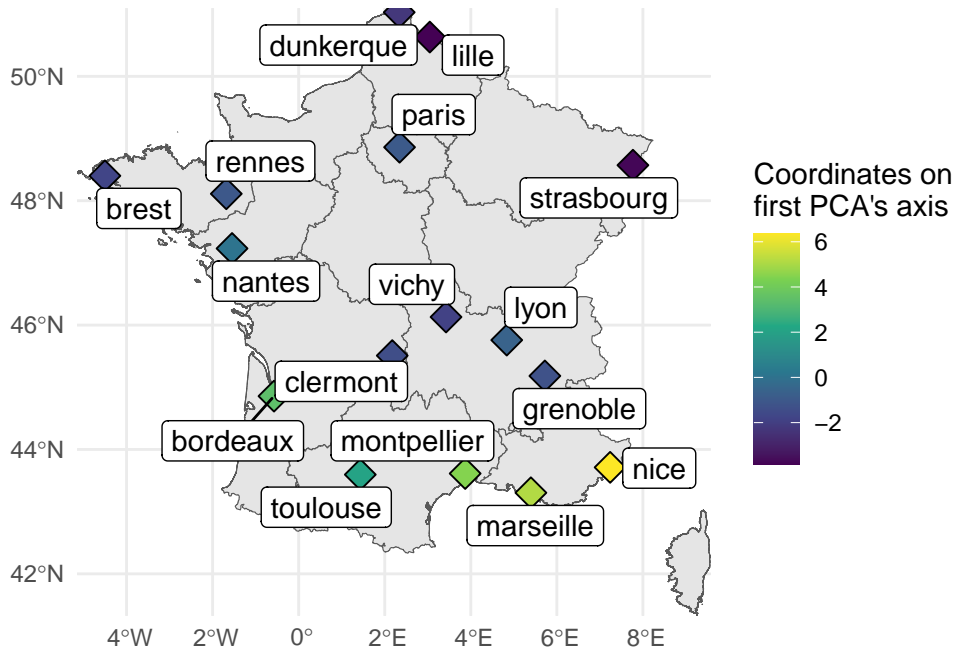 dunkerque
lille
50°N
paris
rennes
Coordinates on
first PCA's axis
strasbourg
48°N
brest
6
nantes
vichy
4
lyon
46°N
2
0
clermont
grenoble
−2
bordeaux
montpellier
44°N
nice
toulouse
marseille
42°N
4°W
2°W
0°
2°E
4°E
6°E
8°E